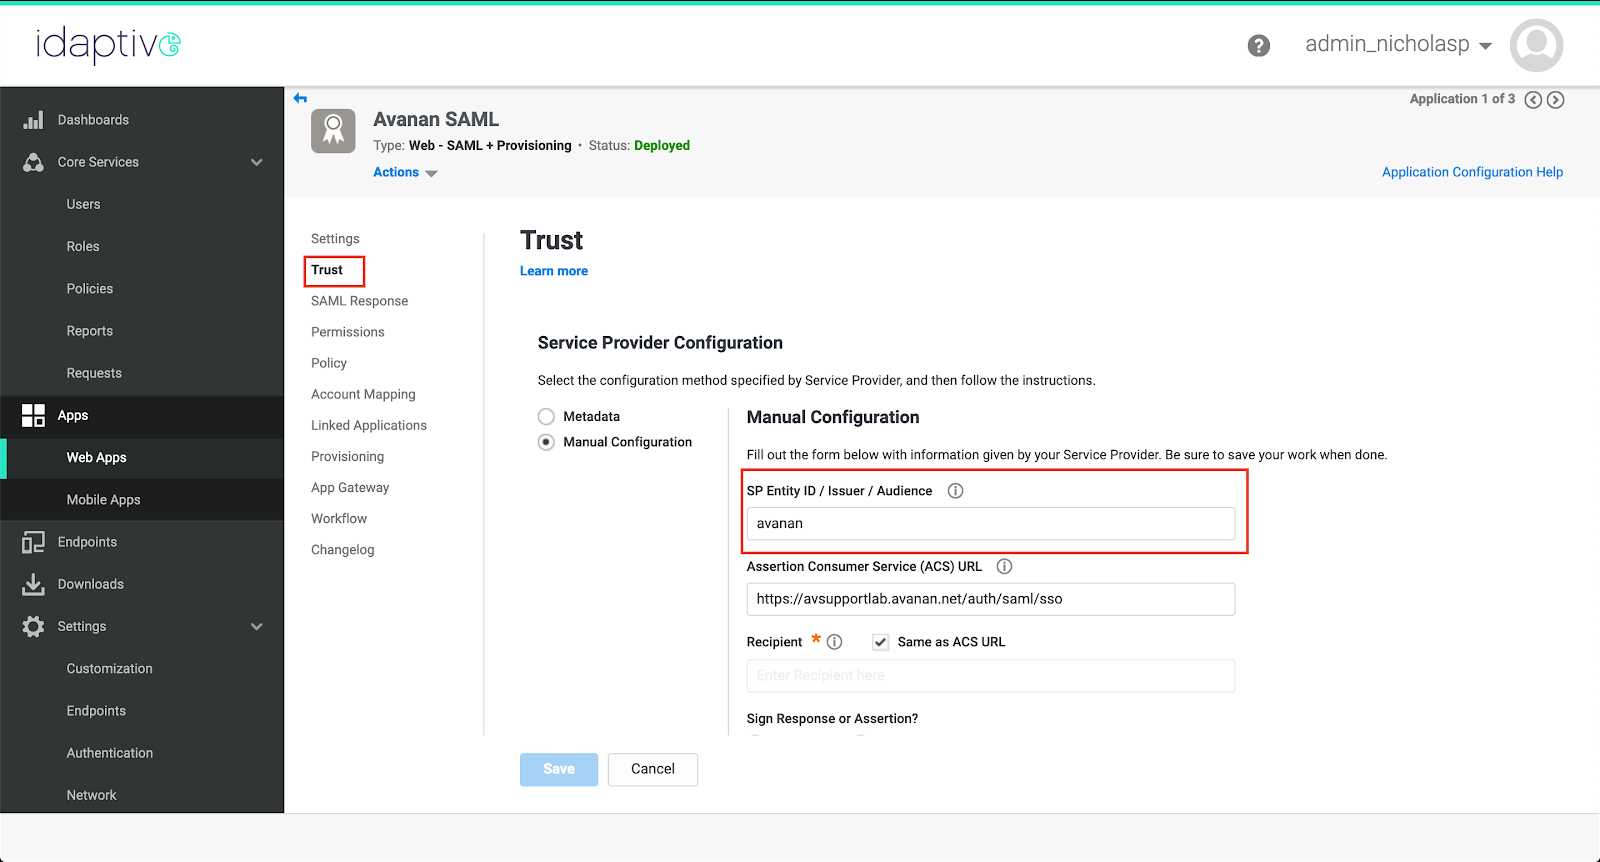 idaptive
? admin_nicholasp
Dashboards
Core Services
Users
Roles
Policies
Reports
Requests
Apps
Web Apps
Mobile Apps
Endpoints
Downloads
Settings
Customization
Endpoints
Authentication
Network
Application 1 of 3
Avanan SAML
Type: Web - SAML + Provisioning • Status: Deployed
Actions
Application Configuration Help
Settings
Trust
SAML Response
Permissions
Policy
Account Mapping
Linked Applications
Provisioning
App Gateway
Workflow
Changelog
Trust
Learn more
Service Provider Configuration
Select the configuration method specified by Service Provider, and then follow the instructions.
Metadata
Manual Configuration
Manual Configuration
Fill out the form below with information given by your Service Provider. Be sure to save your work when done.
SP Entity ID / Issuer / Audience
avanan
Assertion Consumer Service (ACS) URL
https://avsupportlab.avanan.net/auth/saml/sso
Recipient * Same as ACS URL
Enter Recipient here
Sign Response or Assertion?
Save Cancel